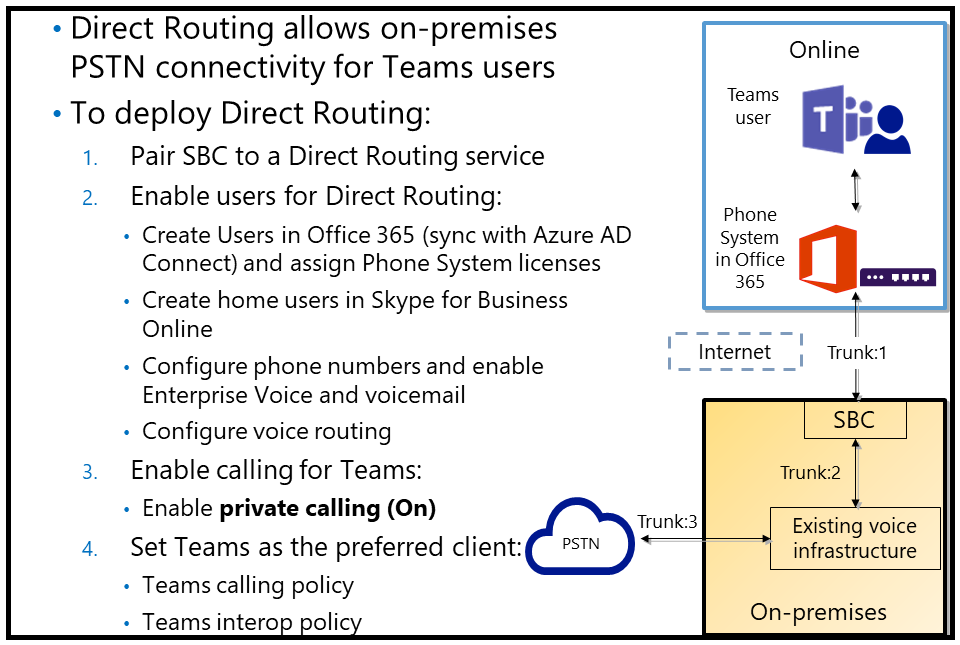 • Direct Routing allows on-premises
PSTN connectivity for Teams users
• To deploy Direct Routing:
1. Pair SBC to a Direct Routing service
2. Enable users for Direct Routing:
• Create Users in Office 365 (sync with Azure AD
Connect) and assign Phone System licenses
• Create home users in Skype for Business
Online
• Configure phone numbers and enable
Enterprise Voice and voicemail
• Configure voice routing
3. Enable calling for Teams:
• Enable private calling (On)
4. Set Teams as the preferred client:
• Teams calling policy
• Teams interop policy
Online
Teams
user
T
Phone
System
in Office
365
Internet
Trunk:1
SBC
Trunk:2
Trunk:3
PSTN
Existing voice
infrastructure
On-premises